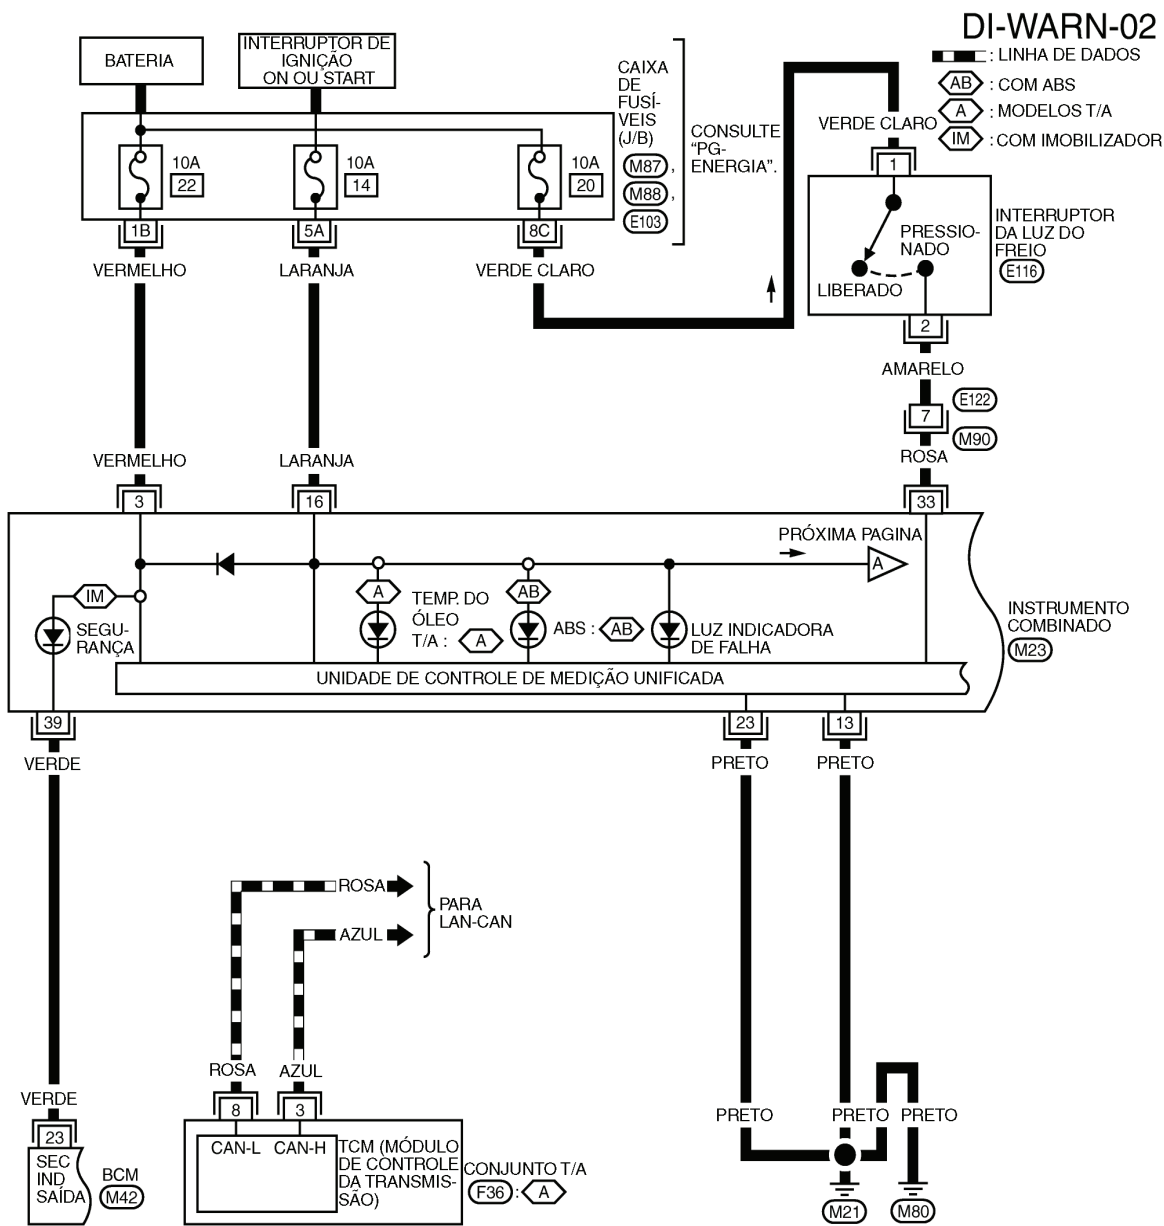 DI-WARN-02
: LINHA DE DADOS
AB : COM ABS
A : MODELOS T/A
IM : COM IMOBILIZADOR
BATERIA
INTERRUPTOR DE
IGNIÇÃO
ON OU START
CAIXA
DE
FUSÍ-
VEIS
(J/B)
M87 ,
M88 ,
E103
CONSULTE
“PG-
ENERGIA”.
10A
22
10A
14
10A
20
1B
5A
8C
VERMELHO
LARANJA
VERDE CLARO
VERDE CLARO
1
INTERRUPTOR
DA LUZ DO
FREIO
E116
PRESSIO-
NADO
LIBERADO
2
AMARELO
E122
7
M90
ROSA
VERMELHO
LARANJA
3
16
33
PRÓXIMA PAGINA
A
IM
SEGU-
RANÇA
A
TEMP. DO
ÓLEO
T/A : A
AB
ABS : AB
LUZ INDICADORA
DE FALHA
INSTRUMENTO
COMBINADO
M23
UNIDADE DE CONTROLE DE MEDIÇÃO UNIFICADA
39
23
13
VERDE
PRETO
PRETO
ROSA
AZUL
PARA
LAN-CAN
ROSA
AZUL
VERDE
8
3
PRETO
PRETO
PRETO
23
SEC
IND
SAÍDA
BCM
M42
CAN-L
CAN-H
TCM (MÓDULO
DE CONTROLE
DA TRANSMIS-
SÃO)
CONJUNTO T/A
F36 : A
M21
M80